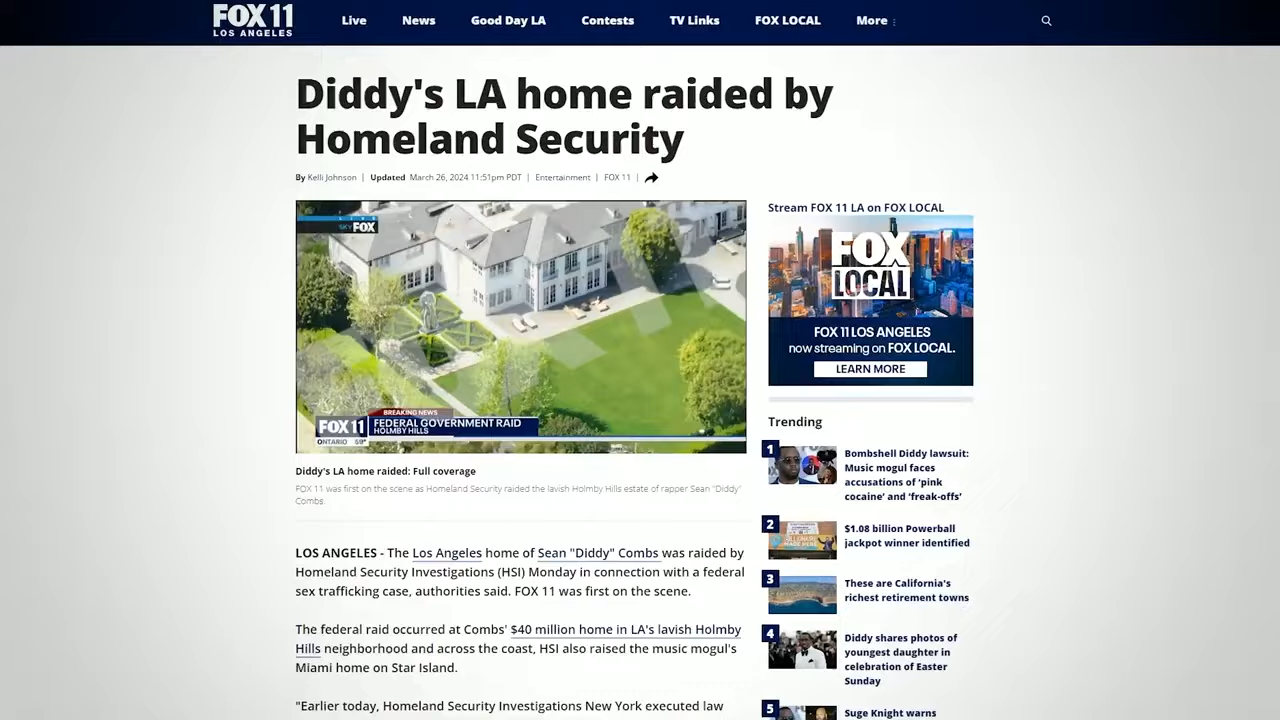 FOX 11
LOS ANGELES
Live
News
Good Day LA
Contests
TV Links
FOX LOCAL
More
Diddy's LA home raided by
Homeland Security
By Kelli Johnson | Updated March 26, 2024 11:51pm PDT | Entertainment | FOX 11 |
LIVE
SKYFOX
BREAKING NEWS
FOX 11
FEDERAL GOVERNMENT RAID
HOLMBY HILLS
ONTARIO 59°
Diddy's LA home raided: Full coverage
FOX 11 was first on the scene as Homeland Security raided the lavish Holmby Hills estate of rapper Sean "Diddy"
Combs.
LOS ANGELES - The Los Angeles home of Sean "Diddy" Combs was raided by
Homeland Security Investigations (HSI) Monday in connection with a federal
sex trafficking case, authorities said. FOX 11 was first on the scene.
The federal raid occurred at Combs' $40 million home in LA's lavish Holmby
Hills neighborhood and across the coast, HSI also raised the music mogul's
Miami home on Star Island.
"Earlier today, Homeland Security Investigations New York executed law
Stream FOX 11 LA on FOX LOCAL
FOX
LOCAL
FOX 11 LOS ANGELES
now streaming on FOX LOCAL.
LEARN MORE
Trending
1
Bombshell Diddy lawsuit:
Music mogul faces
accusations of 'pink
cocaine' and 'freak-offs'
2
$1.08 billion Powerball
jackpot winner identified
3
These are California's
richest retirement towns
4
Diddy shares photos of
youngest daughter in
celebration of Easter
Sunday
5
Suge Knight warns